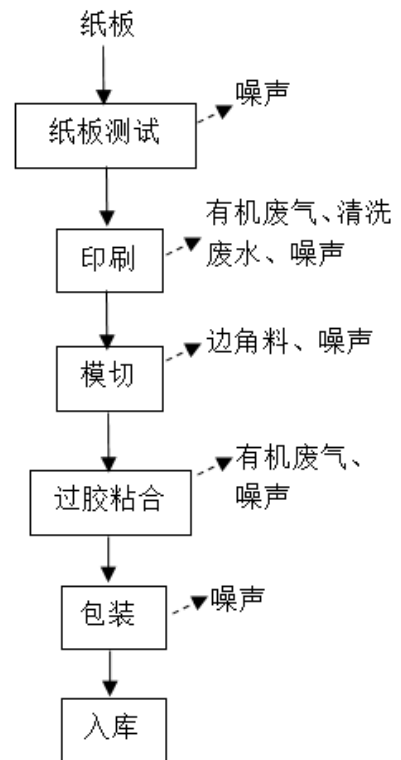 纸板
噪声
纸板测试
有机废气、清洗
废水、噪声
印刷
边角料、噪声
模切
有机废气、
噪声
过胶粘合
噪声
包装
入库